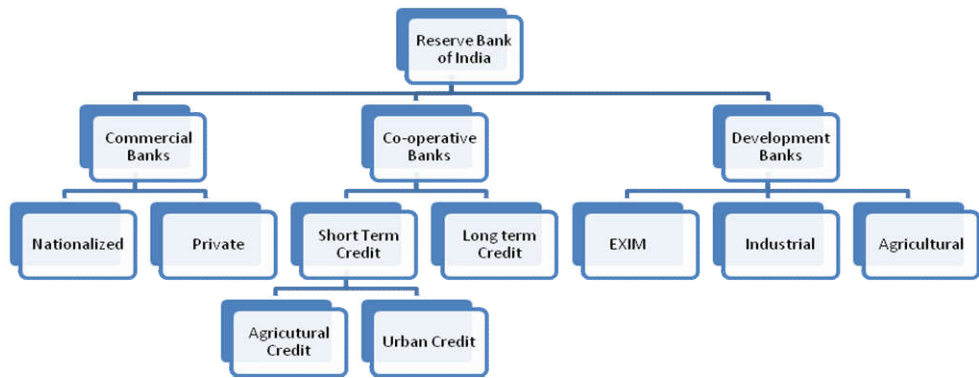 Reserve Bank
of India
Commercial
Banks
Co-operative
Banks
Development
Banks
Nationalized
Private
Short Term
Credit
Long term
Credit
EXIM
Industrial
Agricultural
Agricutural
Credit
Urban Credit